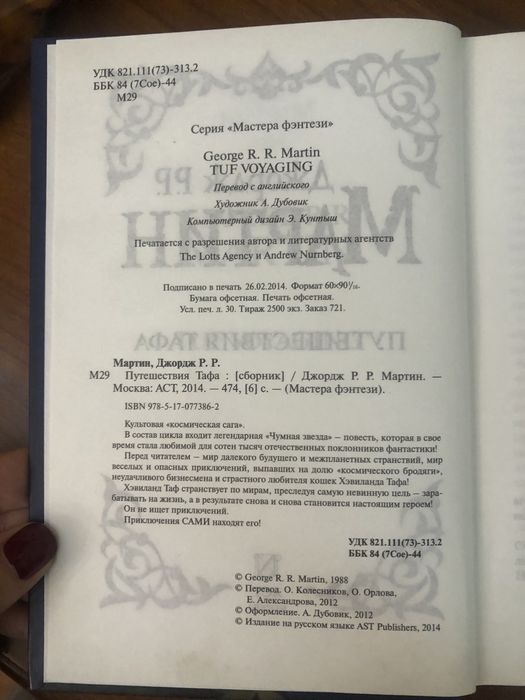 УДК 821.111(73)-313.2
ББК 84 (7Сое)-44
М29
Серия «Мастера фэнтези»
George R. R. Martin
TUF VOYAGING
Перевод с английского
Художник А. Дубовик
Компьютерный дизайн Э. Кунтыш
Печатается с разрешения автора и литературных агентств
The Lotts Agency и Andrew Nurnberg.
Подписано в печать 26.02.2014. Формат 60×90 1/16.
Бумага офсетная. Печать офсетная.
Усл. печ. л. 30. Тираж 2500 экз. Заказ 721.
Мартин, Джордж Р. Р.
М29 Путешествия Тафа : [сборник] / Джордж Р. Р. Мартин. —
Москва: АСТ, 2014. — 474, [6] с. — (Мастера фэнтези).
ISBN 978-5-17-077386-2
Культовая «космическая сага».
В состав цикла входит легендарная «Чумная звезда» – повесть, которая в свое
время стала любимой для сотен тысяч отечественных поклонников фантастики!
Перед читателем – мир далекого будущего и межпланетных странствий, мир
веселых и опасных приключений, выпавших на долю «космического бродяги»,
неудачливого бизнесмена и страстного любителя кошек Хэвиланда Тафа!
Хэвиланд Таф странствует по мирам, преследуя самую невинную цель – зара-
батывать на жизнь, а в результате снова и снова становится настоящим героем!
Он не ищет приключений.
Приключения САМИ находят его!
УДК 821.111(73)-313.2
ББК 84 (7Сое)-44
© George R. R. Martin, 1988
© Перевод. О. Колесников, О. Орлова,
Е. Александрова, 2012
© Оформление. А. Дубовик, 2012
© Издание на русском языке AST Publishers, 2014